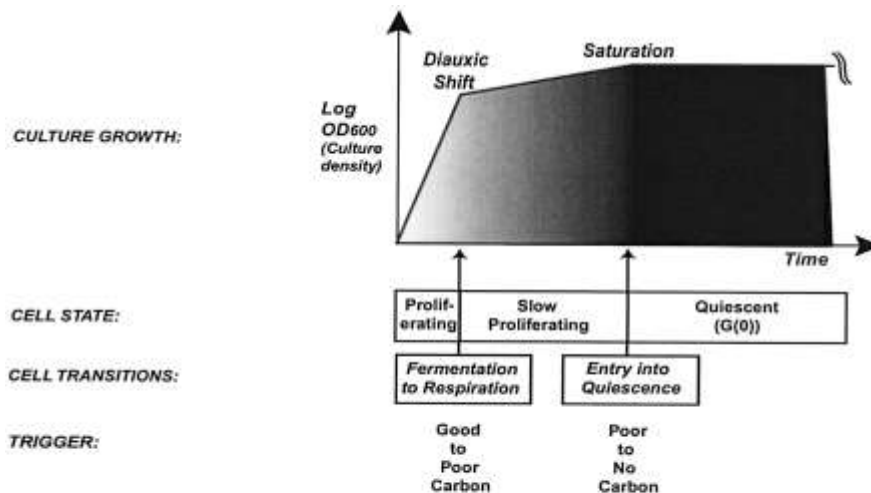 Diauxic
Shift
Saturation
Log
OD600
(Culture
density)
CULTURE GROWTH:
Time
CELL STATE:
Prolif-
erating
Slow
Proliferating
Quiescent
(G(0))
CELL TRANSITIONS:
Fermentation
to Respiration
Entry into
Quiescence
TRIGGER:
Good
to
Poor
Carbon
Poor
to
No
Carbon